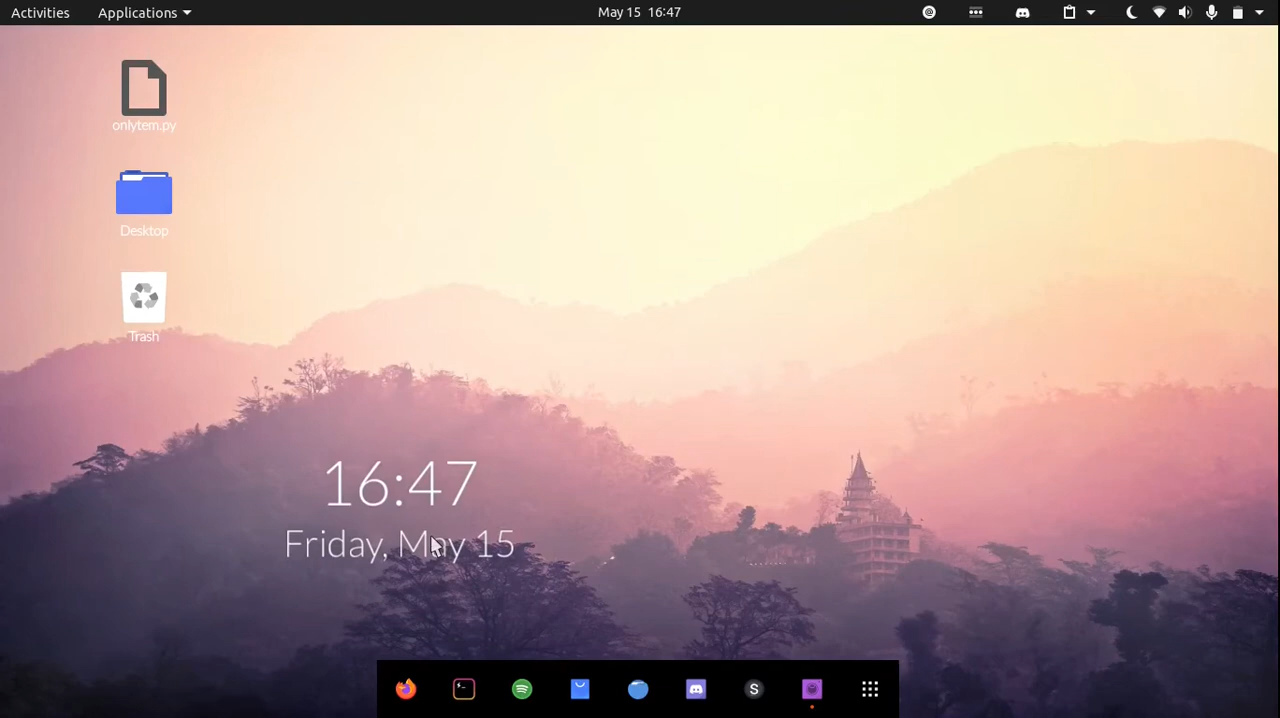 Activities Applications May 15 16:47
onlytem.py
Desktop
Trash
16:47
Friday, May 15
S